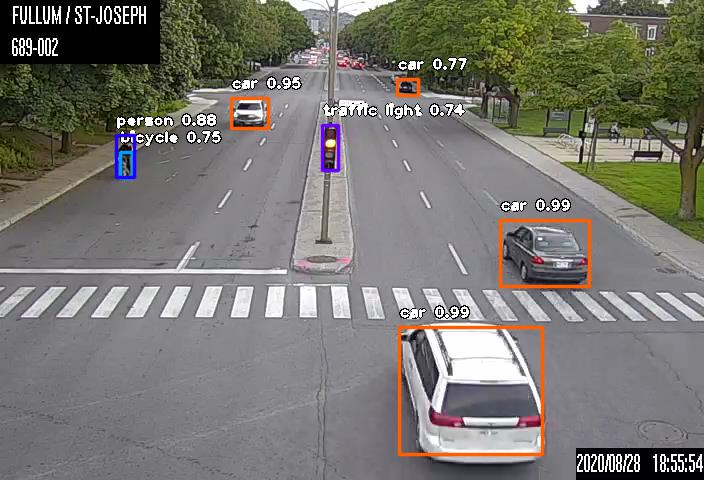 FULLUM / ST-JOSEPH
689-002
car 0.77
car 0.95
traffic light 0.74
person 0.88
bicycle 0.75
car 0.99
car 0.99
2020/08/28 18:55:54